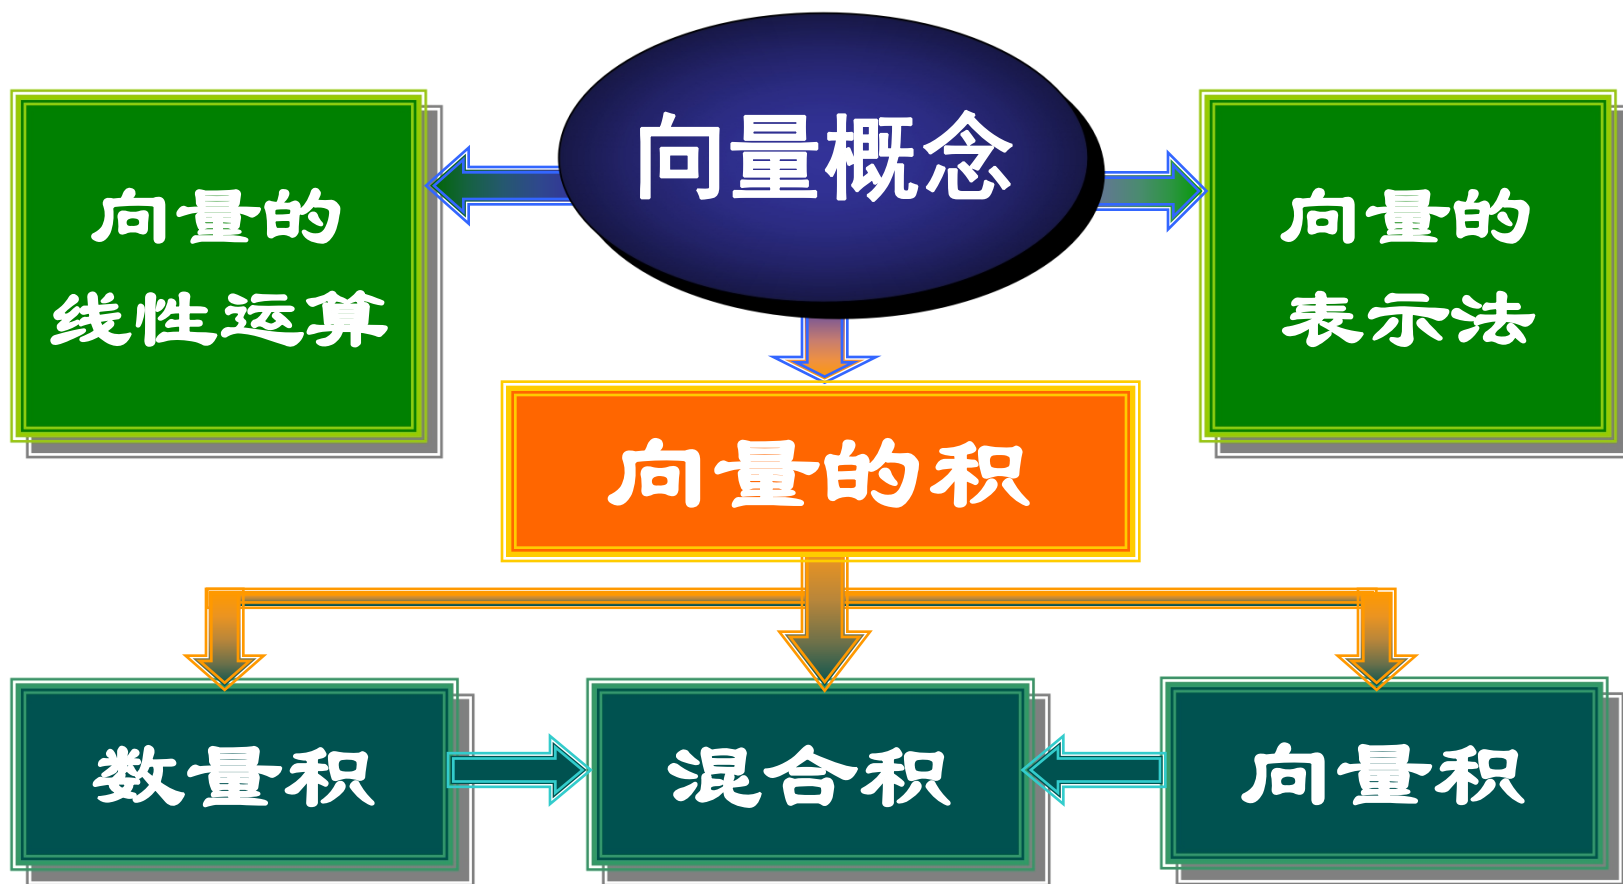 向量概念
向量的
线性运算
向量的
表示法
向量的积
数量积
混合积
向量积